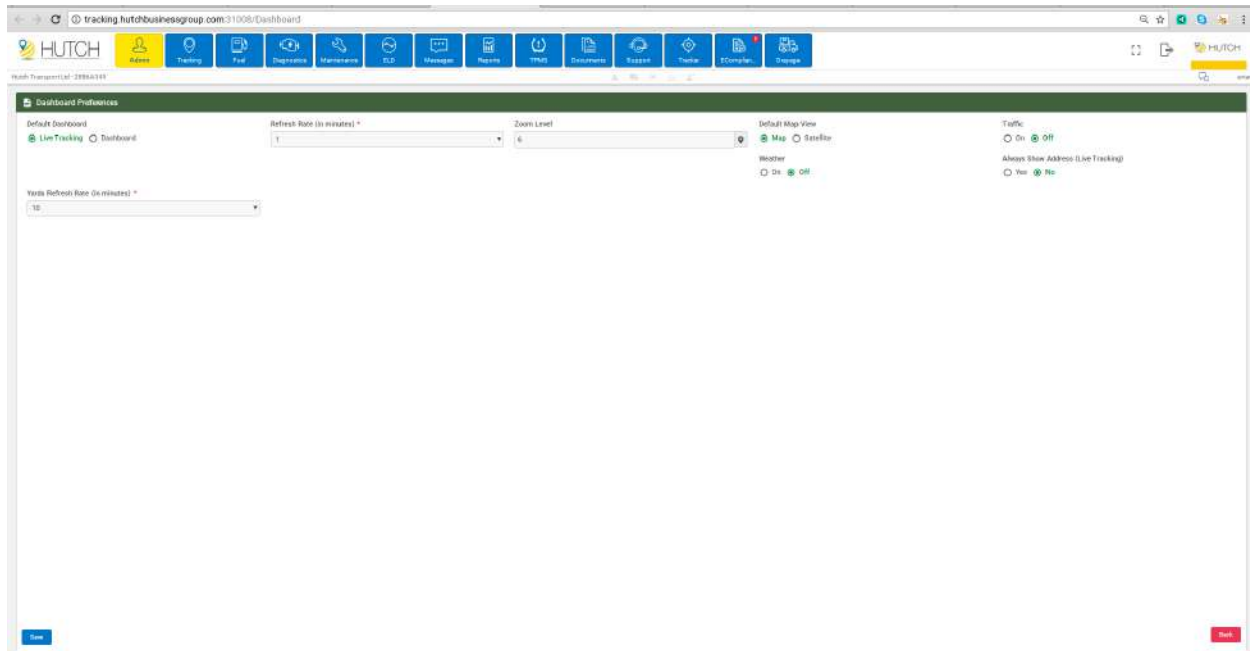 tracking.hutchbusinessgroup.com:31008/Dashboard
HUTCH
Admin
Tracking
Fuel
Diagnostics
Maintenance
ELD
Messages
Reports
TPMS
Documents
Support
Tracker
EComplian..
HUTCH
Dashboard Preferences
Default Dashboard
Live Tracking
Dashboard
Refresh Rate (in minutes) *
1
Zoom Level
6
Default Map View
Map
Satellite
Traffic
On
Off
Weather
On
Off
Always Show Address (Live Tracking)
Yes
No
Yards Refresh Rate (in minutes) *
10
Save
Back